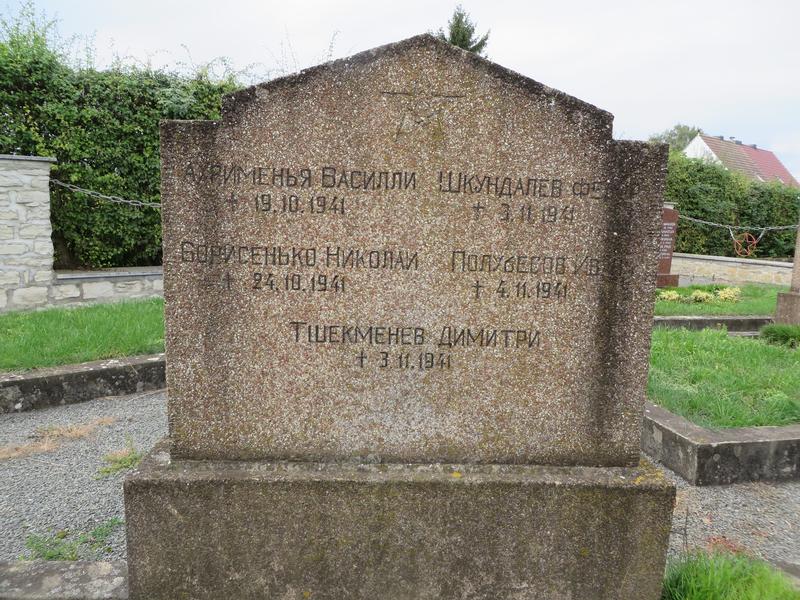 Ахрименья Василли
† 19.10.1941
Шкундалев
† 3.11.1941
Борисенько Николаи
† 24.10.1941
Полубесов
† 4.11.1941
Тшекменев Димитри
† 3.11.1941